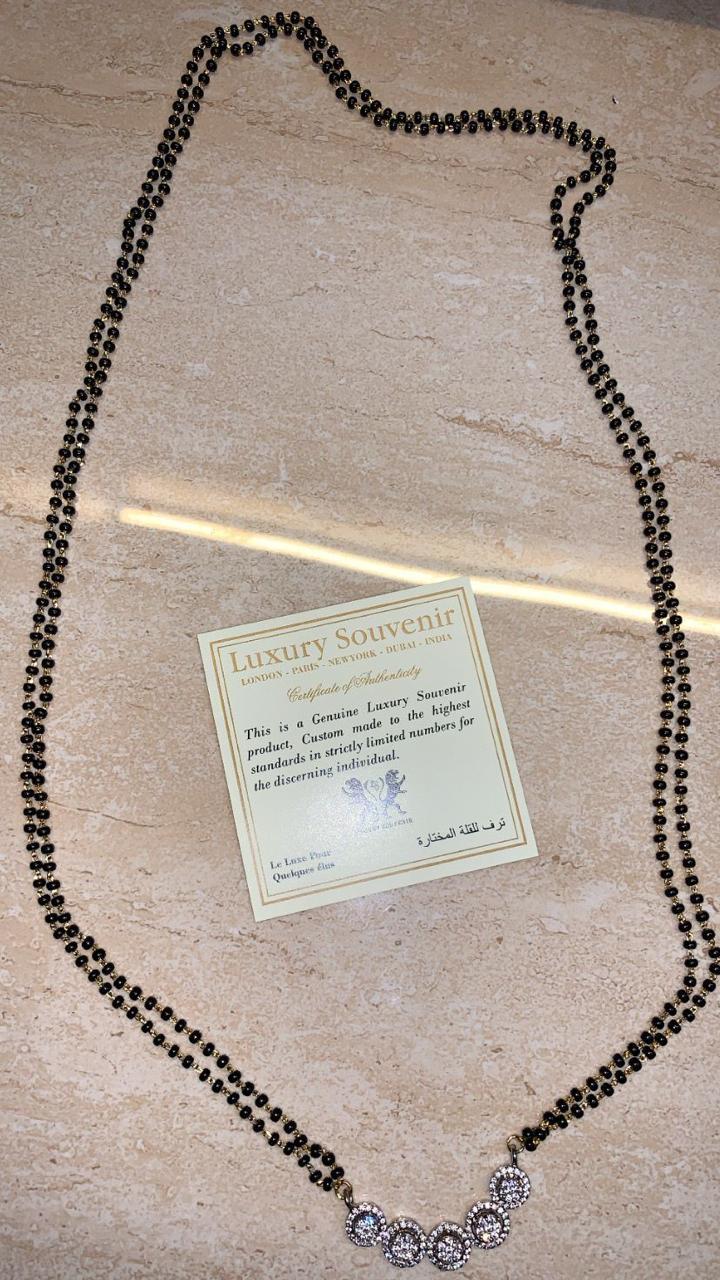 Luxury Souvenir
LONDON - PARIS - NEWYORK - DUBAI - INDIA
Certificate of Authenticity
This is a Genuine Luxury Souvenir
product, Custom made to the highest
standards in strictly limited numbers for
the discerning individual.
SOUVENIR
Le Luxe Pour
Quelques élus
ترف للقلة المختارة